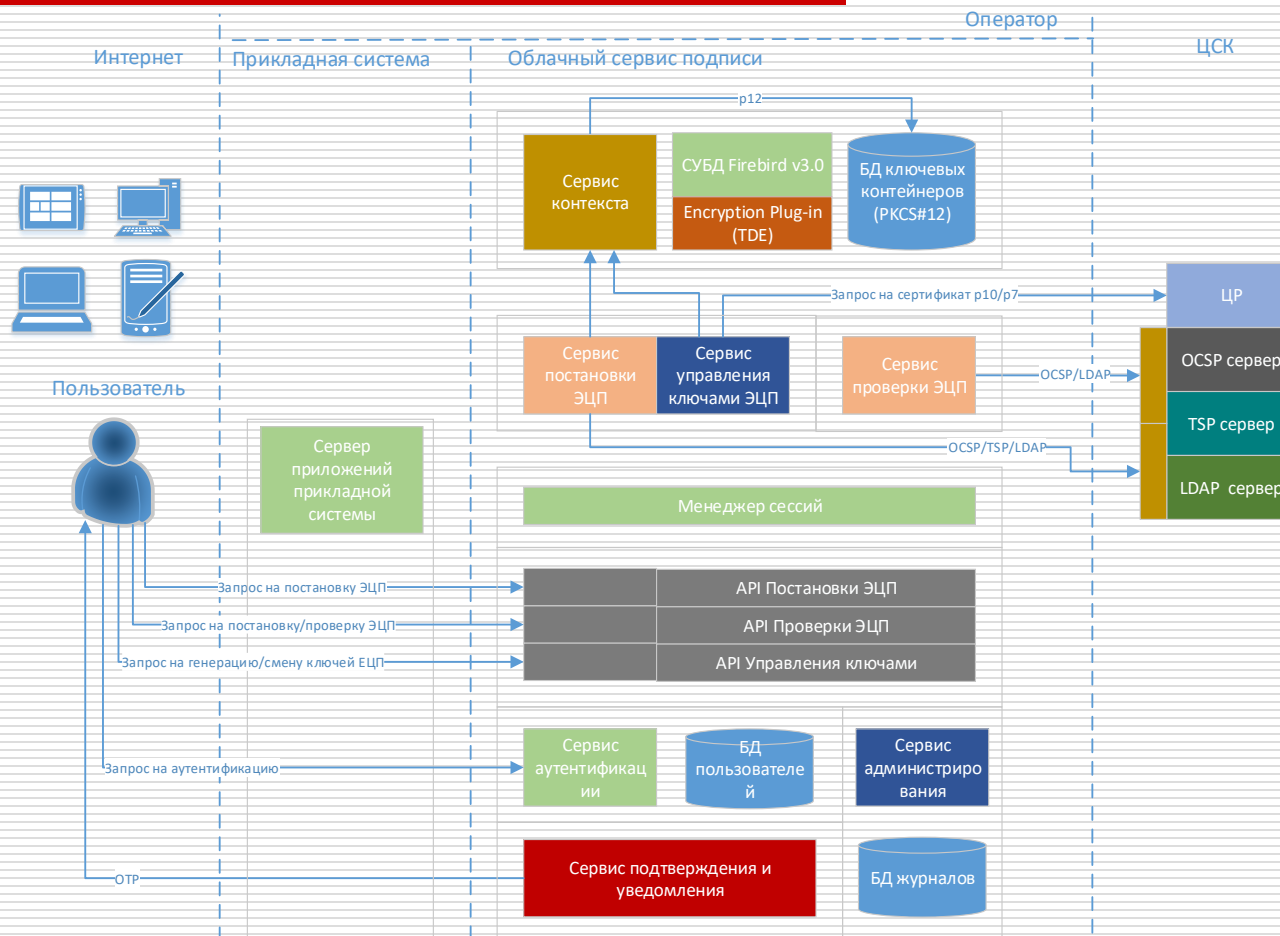 Оператор
Интернет
Прикладная система
Облачный сервис подписи
ЦСК
p12
Сервис
контекста
СУБД Firebird v3.0
Encryption Plug-in
(TDE)
БД ключевых
контейнеров
(PKCS#12)
Запрос на сертификат p10/p7
ЦР
Сервис
постановки
ЭЦП
Сервис
управления
ключами ЭЦП
Сервис
проверки ЭЦП
OCSP/LDAP
OCSP сервер
Пользователь
TSP сервер
OCSP/TSP/LDAP
LDAP сервер
Сервер
приложений
прикладной
системы
Менеджер сессий
Запрос на постановку ЭЦП
API Постановки ЭЦП
Запрос на постановку/проверку ЭЦП
API Проверки ЭЦП
Запрос на генерацию/смену ключей ЕЦП
API Управления ключами
Запрос на аутентификацию
Сервис
аутентификац
ии
БД
пользователе
й
Сервис
администриро
вания
OTP
Сервис подтверждения и
уведомления
БД журналов